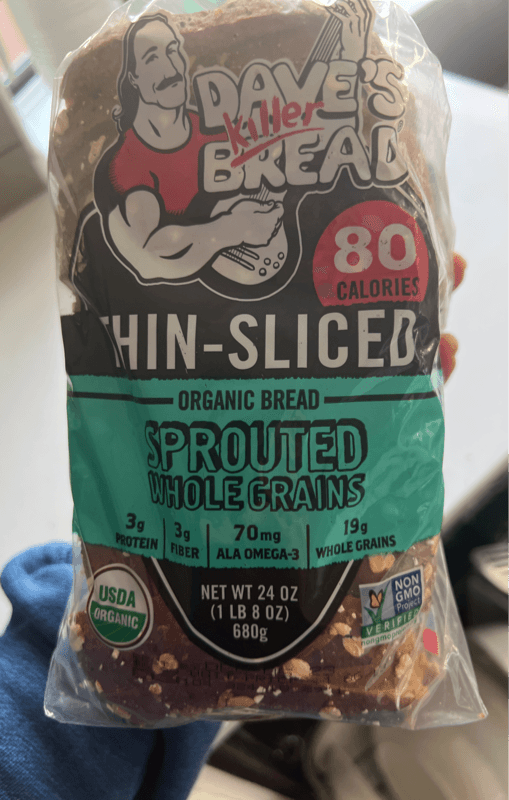 DAVE'S
killer
BREAD
80
CALORIES
THIN-SLICED
ORGANIC BREAD
SPROUTED
WHOLE GRAINS
3g
PROTEIN
3g
FIBER
70mg
ALA OMEGA-3
19g
WHOLE GRAINS
USDA
ORGANIC
NET WT 24 OZ
(1 LB 8 OZ)
680g
NON
GMO
Project
VERIFIED